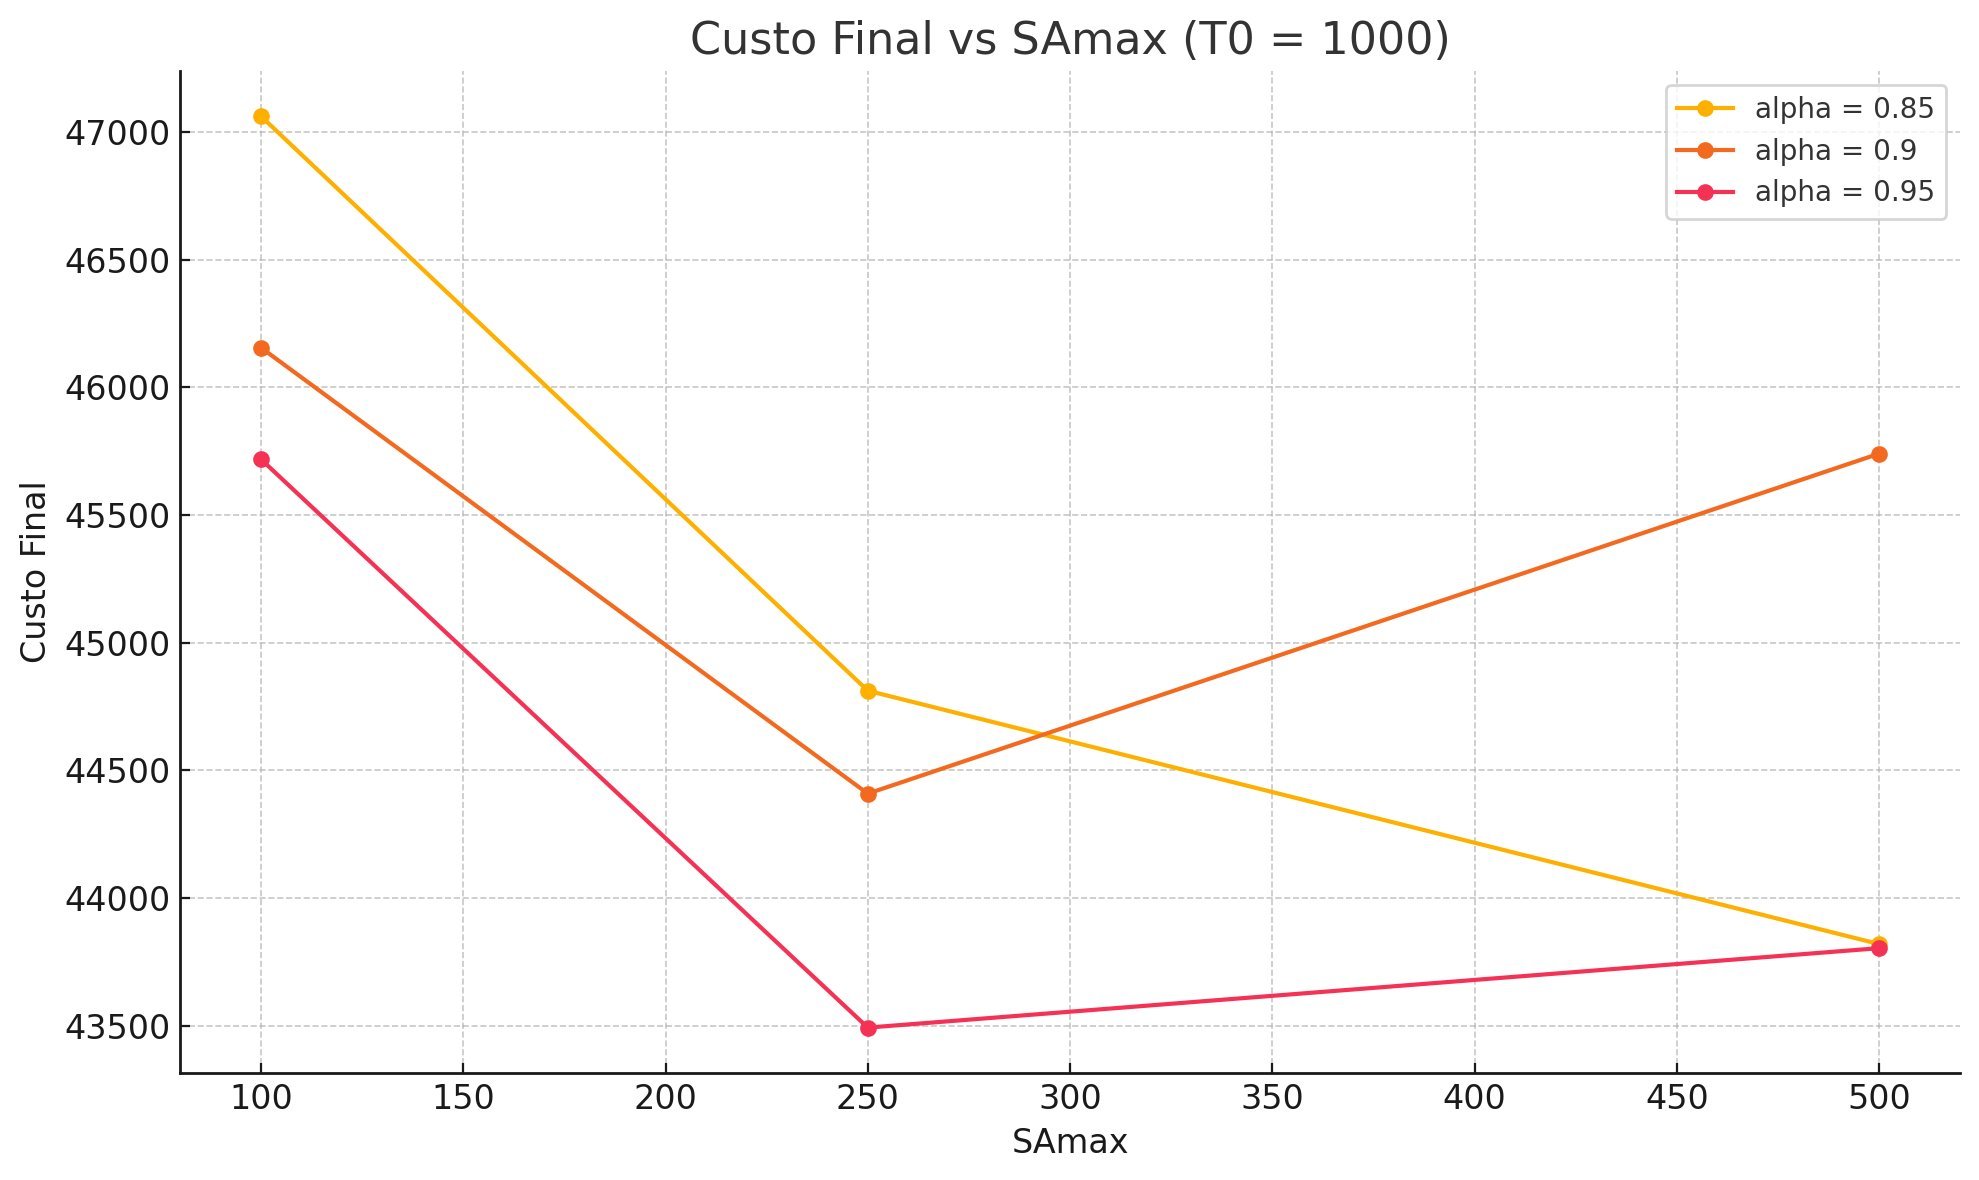 Custo Final vs SAmax (T0 = 1000)
alpha = 0.85
alpha = 0.9
alpha = 0.95
Custo Final
47000
46500
46000
45500
45000
44500
44000
43500
100 150 200 250 300 350 400 450 500
SAmax